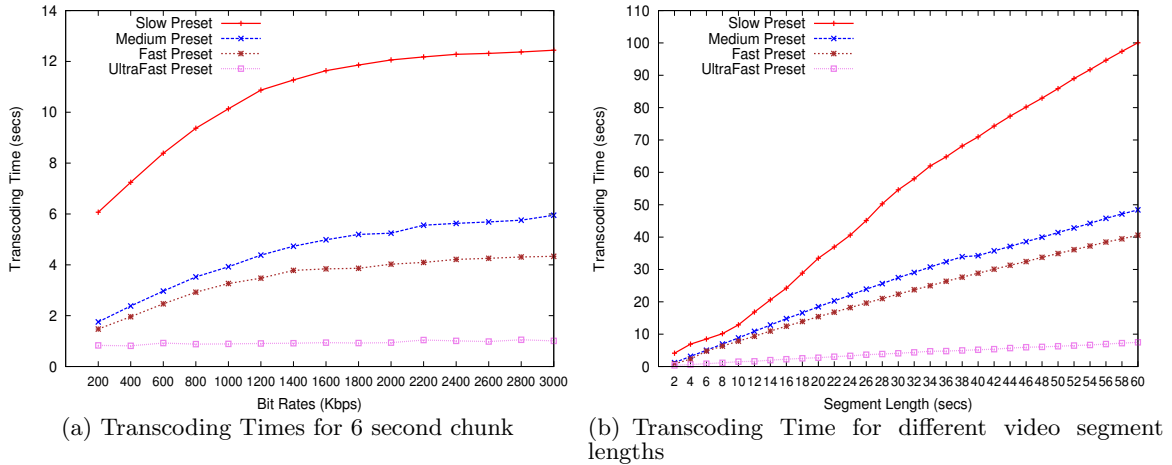 14
12
10
8
6
4
2
0
Transcoding Time (secs)
Slow Preset
Medium Preset
Fast Preset
UltraFast Preset
200 400 600 800 1000 1200 1400 1600 1800 2000 2200 2400 2600 2800 3000
Bit Rates (Kbps)
(a) Transcoding Times for 6 second chunk
110
100
90
80
70
60
50
40
30
20
10
0
Transcoding Time (secs)
Slow Preset
Medium Preset
Fast Preset
UltraFast Preset
2 4 6 8 10 12 14 16 18 20 22 24 26 28 30 32 34 36 38 40 42 44 46 48 50 52 54 56 58 60
Segment Length (secs)
(b) Transcoding Time for different video segment
lengths